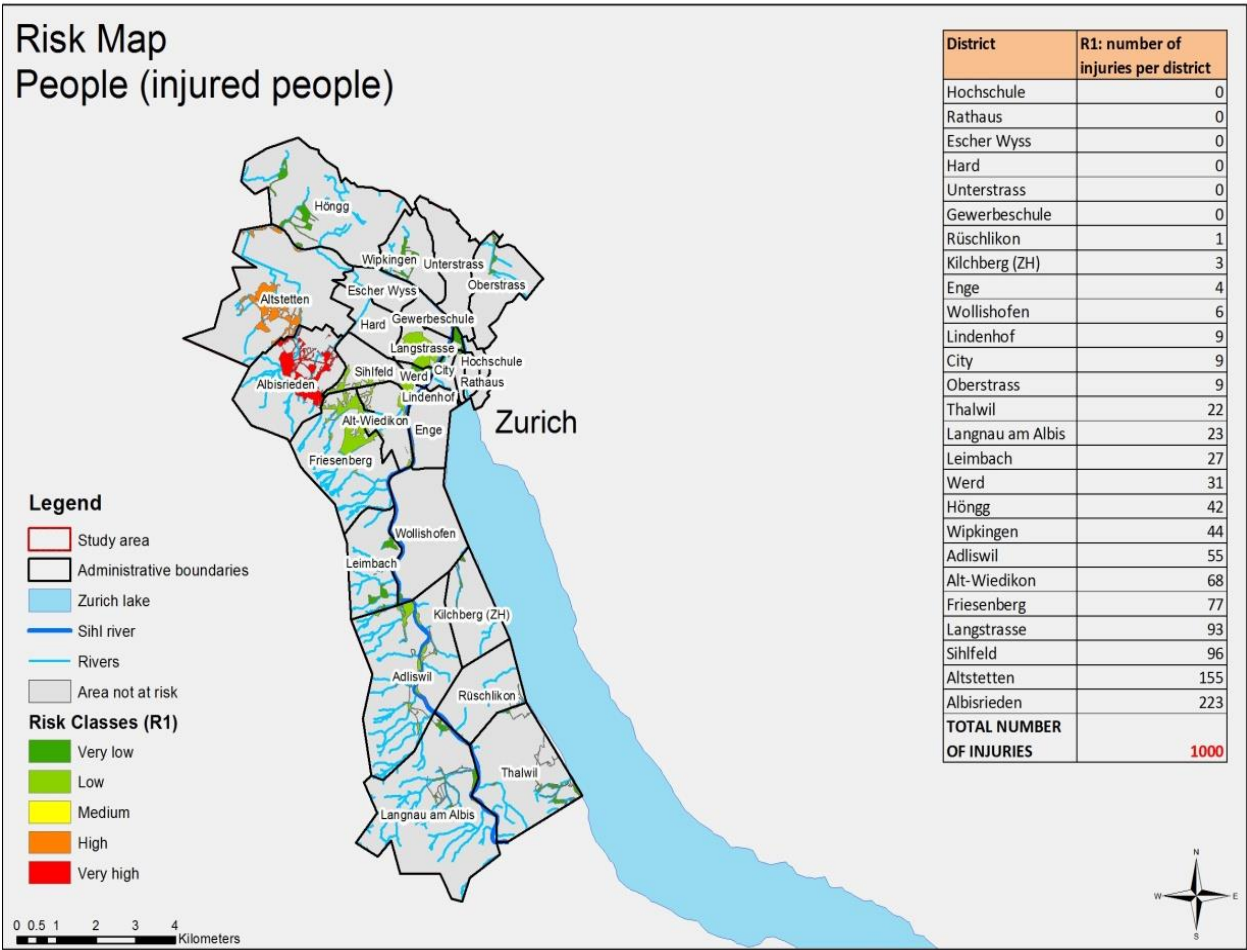 Risk Map
People (injured people)
District R1: number of
injuries per district
Hochschule 0
Rathaus 0
Escher Wyss 0
Hard 0
Unterstrass 0
Gewerbeschule 0
Rüschlikon 1
Kilchberg (ZH) 3
Enge 4
Wollishofen 6
Lindenhof 9
City 9
Oberstrass 9
Thalwil 22
Langnau am Albis 23
Leimbach 27
Werd 31
Höngg 42
Wipkingen 44
Adliswil 55
Alt-Wiedikon 68
Friesenberg 77
Langstrasse 93
Sihlfeld 96
Altstetten 155
Albisrieden 223
TOTAL NUMBER
OF INJURIES 1000
Höngg
Wipkingen
Unterstrass
Oberstrass
Escher Wyss
Altstetten
Hard
Gewerbeschule
Langstrasse
Hochschule
Sihlfeld
Werd
City
Rathaus
Albisrieden
Lindenhof
Alt-Wiedikon
Enge
Zurich
Friesenberg
Wollishofen
Leimbach
Kilchberg (ZH)
Adliswil
Rüschlikon
Thalwil
Langnau am Albis
Legend
Study area
Administrative boundaries
Zurich lake
Sihl river
Rivers
Area not at risk
Risk Classes (R1)
Very low
Low
Medium
High
Very high
0 0.5 1 2 3 4
Kilometers
N
W E
S